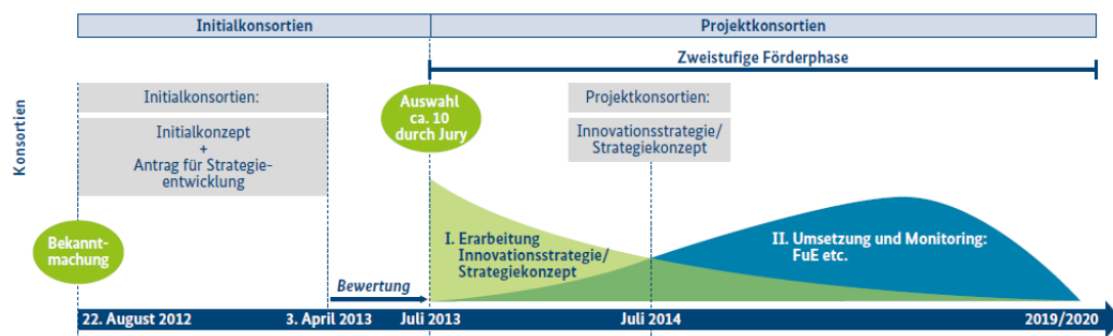 Initialkonsortien
Projektkonsortien
Zweistufige Förderphase
Konsortien
Initialkonsortien:
Initialkonzept
+
Antrag für Strategie-
entwicklung
Auswahl
ca. 10
durch Jury
Projektkonsortien:
Innovationsstrategie/
Strategiekonzept
Bekannt-
machung
I. Erarbeitung
Innovationsstrategie/
Strategiekonzept
II. Umsetzung und Monitoring:
FuE etc.
Bewertung
22. August 2012
3. April 2013
Juli 2013
Juli 2014
2019/2020